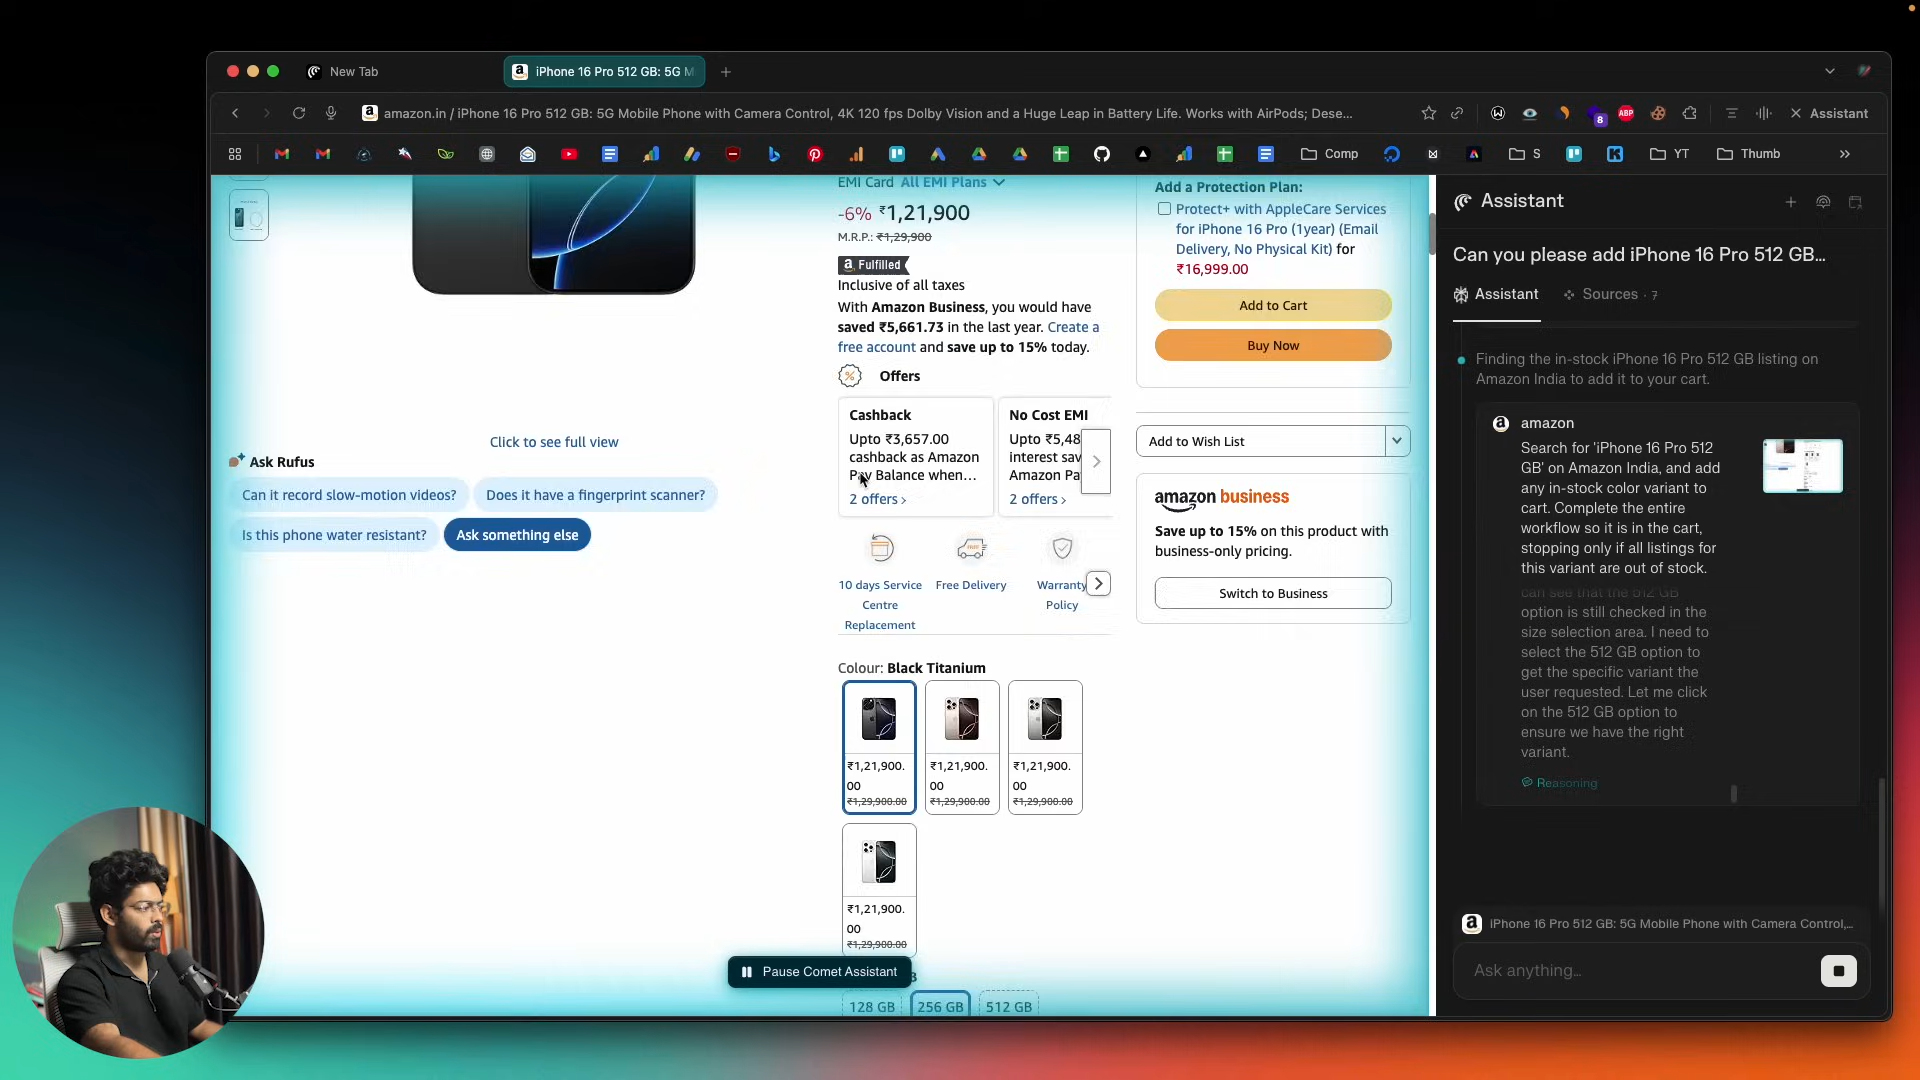 New Tab
iPhone 16 Pro 512 GB: 5G M
amazon.in / iPhone 16 Pro 512 GB: 5G Mobile Phone with Camera Control, 4K 120 fps Dolby Vision and a Huge Leap in Battery Life. Works with AirPods; Dese...
8
ABP
Assistant
Comp
S
YT
Thumb
EMI Card All EMI Plans
-6% ₹1,21,900
M.R.P.: ₹1,29,900
a Fulfilled
Inclusive of all taxes
With Amazon Business, you would have
saved ₹5,661.73 in the last year. Create a
free account and save up to 15% today.
Offers
Cashback
Upto ₹3,657.00
cashback as Amazon
Pay Balance when...
2 offers ›
No Cost EMI
Upto ₹5,48
interest sav
Amazon Pa
2 offers ›
Click to see full view
Ask Rufus
Can it record slow-motion videos?
Does it have a fingerprint scanner?
Is this phone water resistant?
Ask something else
10 days Service
Centre
Replacement
Free Delivery
Warranty
Policy
Colour: Black Titanium
₹1,21,900.
00
₹1,29,900.00
₹1,21,900.
00
₹1,29,900.00
₹1,21,900.
00
₹1,29,900.00
₹1,21,900.
00
₹1,29,900.00
128 GB
256 GB
512 GB
Pause Comet Assistant
Add a Protection Plan:
Protect+ with AppleCare Services
for iPhone 16 Pro (1year) (Email
Delivery, No Physical Kit) for
₹16,999.00
Add to Cart
Buy Now
Add to Wish List
amazon business
Save up to 15% on this product with
business-only pricing.
Switch to Business
Assistant
Can you please add iPhone 16 Pro 512 GB...
Assistant
Sources · 7
Finding the in-stock iPhone 16 Pro 512 GB listing on
Amazon India to add it to your cart.
amazon
Search for 'iPhone 16 Pro 512
GB' on Amazon India, and add
any in-stock color variant to
cart. Complete the entire
workflow so it is in the cart,
stopping only if all listings for
this variant are out of stock.
can see that the 512 GB
option is still checked in the
size selection area. I need to
select the 512 GB option to
get the specific variant the
user requested. Let me click
on the 512 GB option to
ensure we have the right
variant.
Reasoning
iPhone 16 Pro 512 GB: 5G Mobile Phone with Camera Control,...
Ask anything...